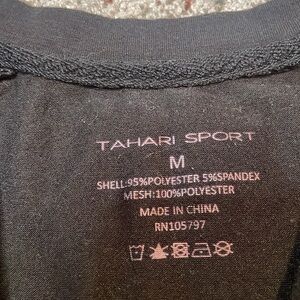 TAHARI SPORT
M
SHELL:95%POLYESTER 5%SPANDEX
MESH:100%POLYESTER
MADE IN CHINA
RN105797